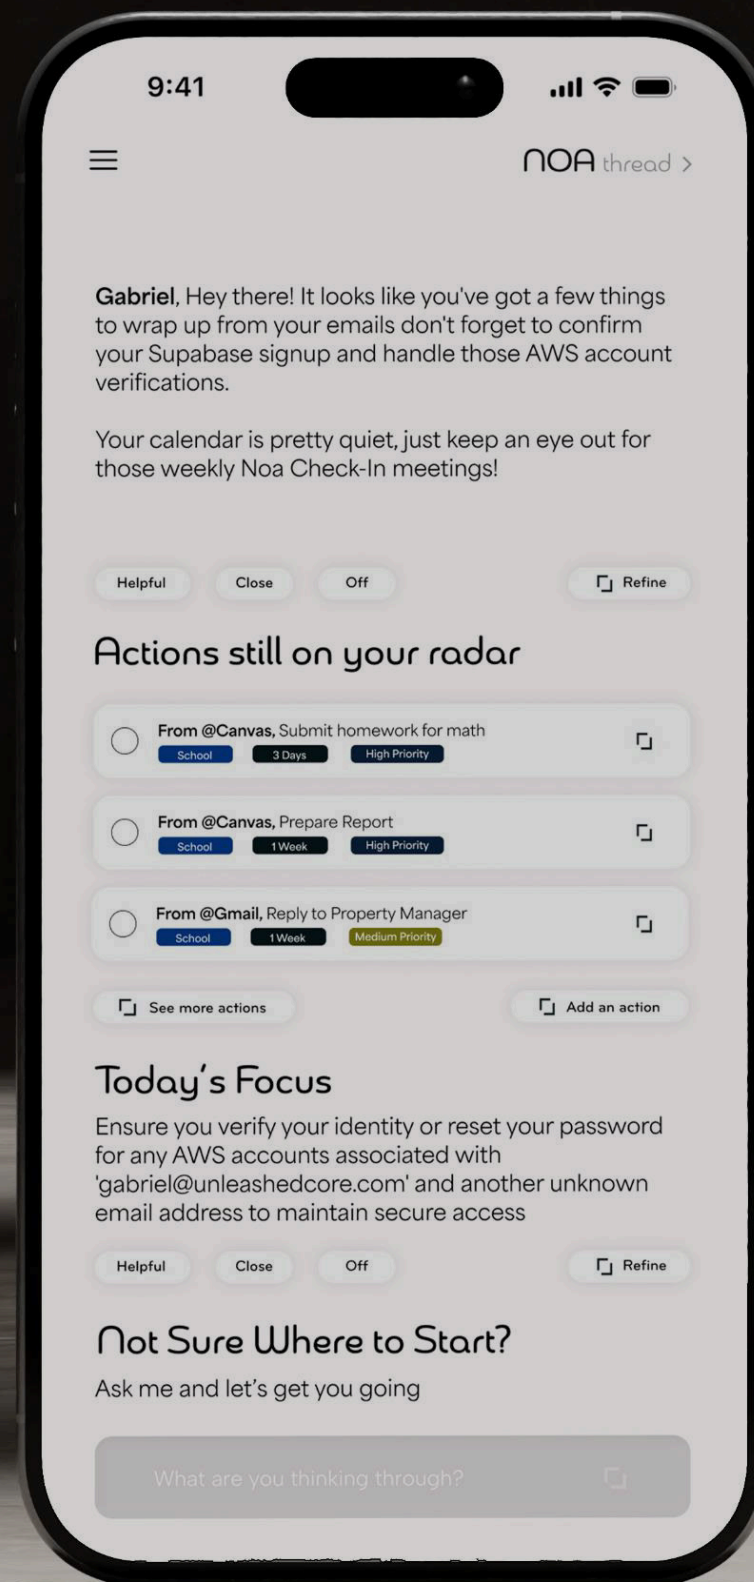 9:41
NOA thread >
Gabriel, Hey there! It looks like you've got a few things
to wrap up from your emails don't forget to confirm
your Supabase signup and handle those AWS account
verifications.
Your calendar is pretty quiet, just keep an eye out for
those weekly Noa Check-In meetings!
Helpful Close Off Refine
Actions still on your radar
From @Canvas, Submit homework for math
School 3 Days High Priority
From @Canvas, Prepare Report
School 1 Week High Priority
From @Gmail, Reply to Property Manager
School 1 Week Medium Priority
See more actions Add an action
Today's Focus
Ensure you verify your identity or reset your password
for any AWS accounts associated with
'gabriel@unleashedcore.com' and another unknown
email address to maintain secure access
Helpful Close Off Refine
Not Sure Where to Start?
Ask me and let's get you going
What are you thinking through?